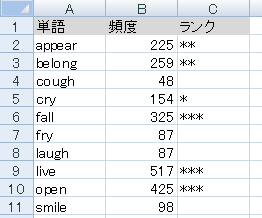 A B C
1 単語 頻度 ランク
2 appear 225 **
3 belong 259 **
4 cough 48
5 cry 154 *
6 fall 325 ***
7 fry 87
8 laugh 87
9 live 517 ***
10 open 425 ***
11 smile 98